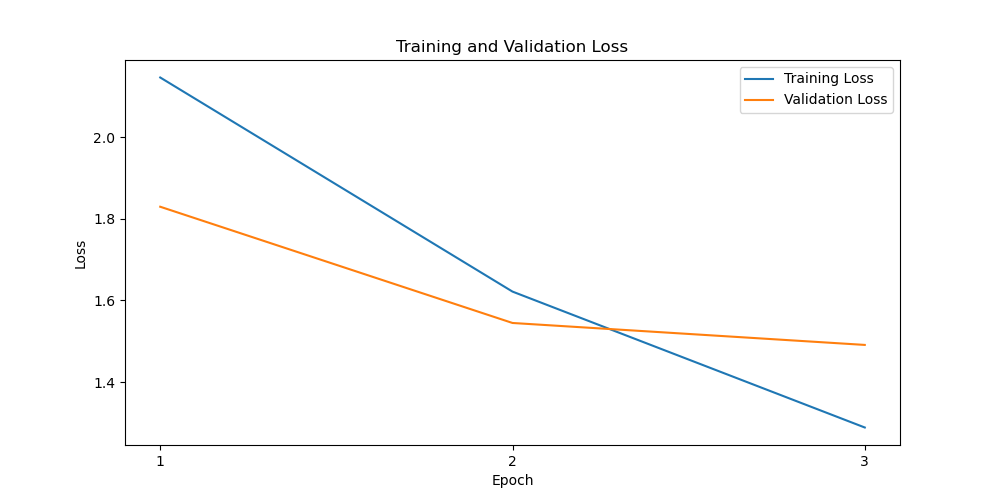 Training and Validation Loss
Training Loss
Validation Loss
2.0
1.8
1.6
1.4
Loss
1
2
3
Epoch